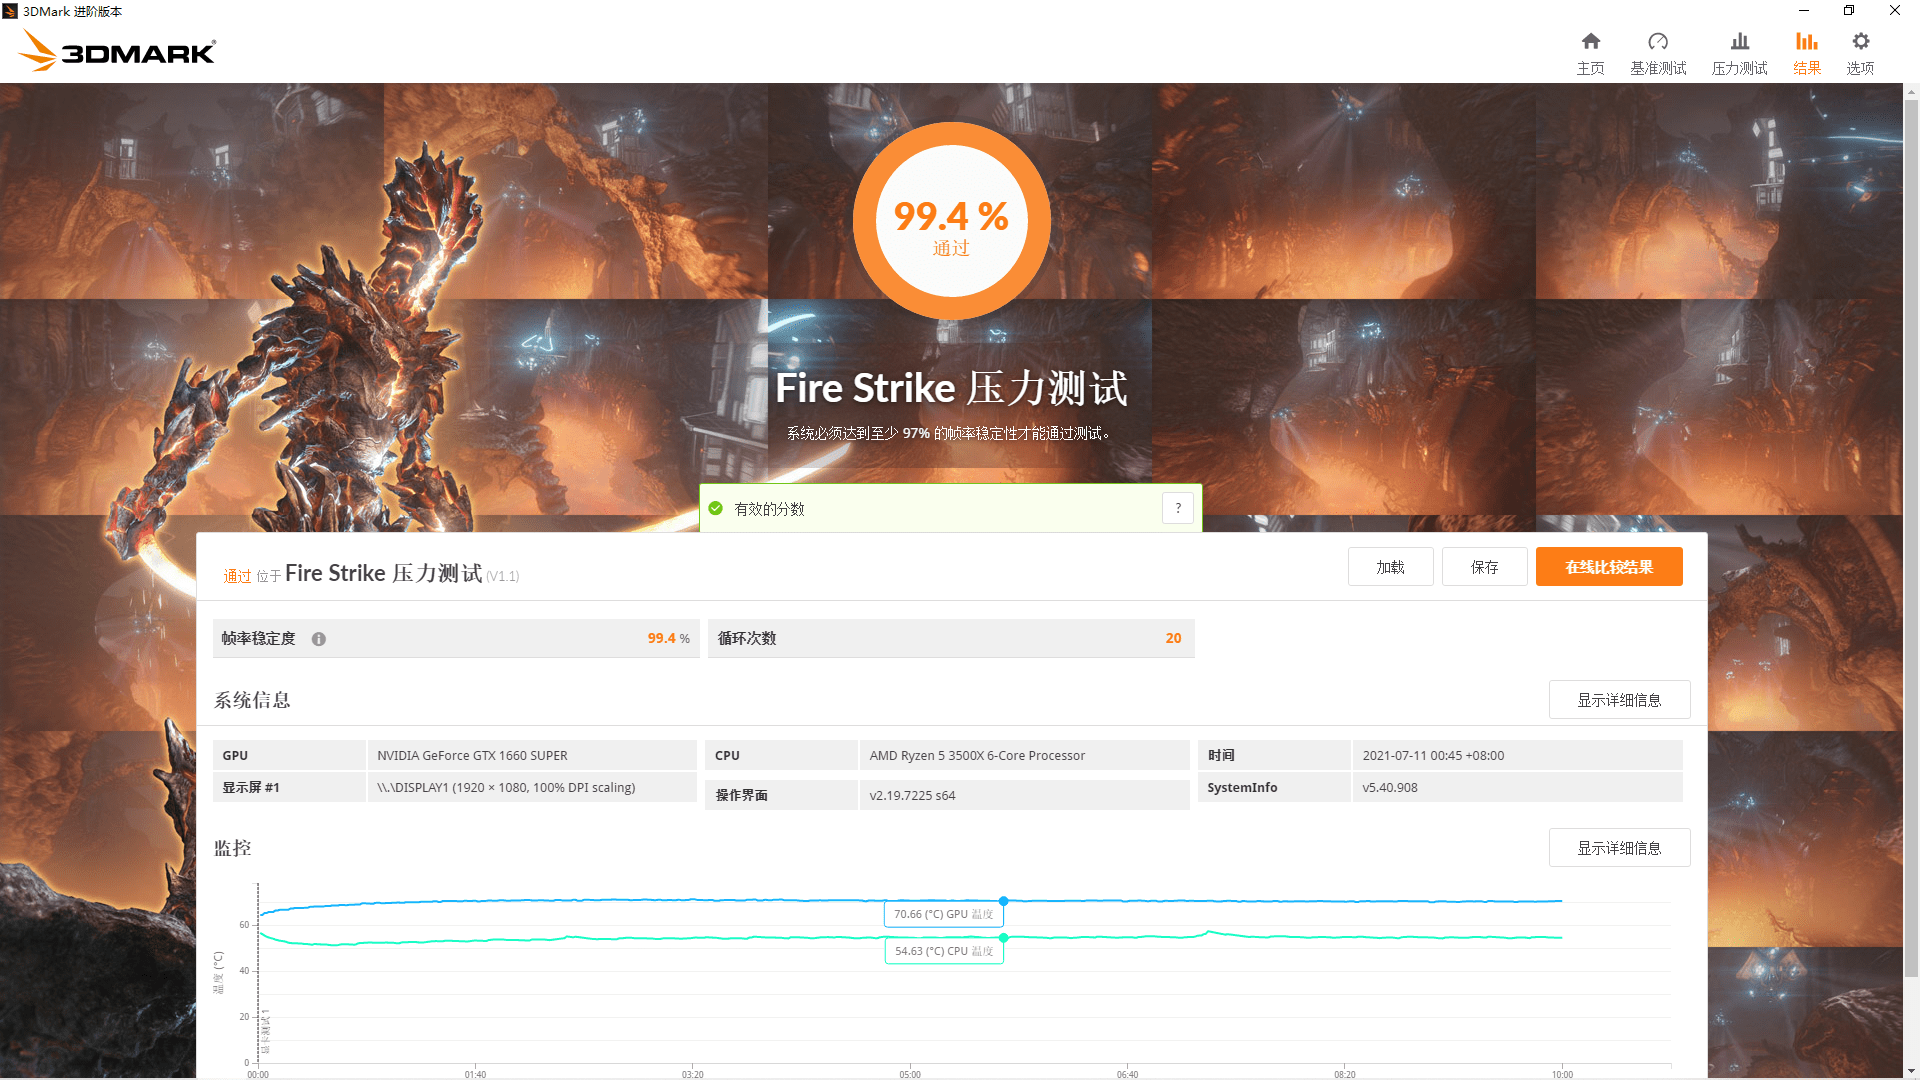 3DMark 进阶版本
3DMARK®
主页
基准测试
压力测试
结果
选项
99.4 %
通过
Fire Strike 压力测试
系统必须达到至少 97% 的帧率稳定性才能通过测试。
有效的分数
?
通过 位于 Fire Strike 压力测试 (V1.1)
加载
保存
在线比较结果
帧率稳定度 i 99.4 %
循环次数 20
系统信息
显示详细信息
GPU NVIDIA GeForce GTX 1660 SUPER
CPU AMD Ryzen 5 3500X 6-Core Processor
时间 2021-07-11 00:45 +08:00
显示屏 #1 \\.\DISPLAY1 (1920 × 1080, 100% DPI scaling)
操作界面 v2.19.7225 s64
SystemInfo v5.40.908
监控
显示详细信息
70.66 (°C) GPU 温度
54.63 (°C) CPU 温度
温度 (°C)
60
40
20
0
显卡测试 1
00:00 01:40 03:20 05:00 06:40 08:20 10:00